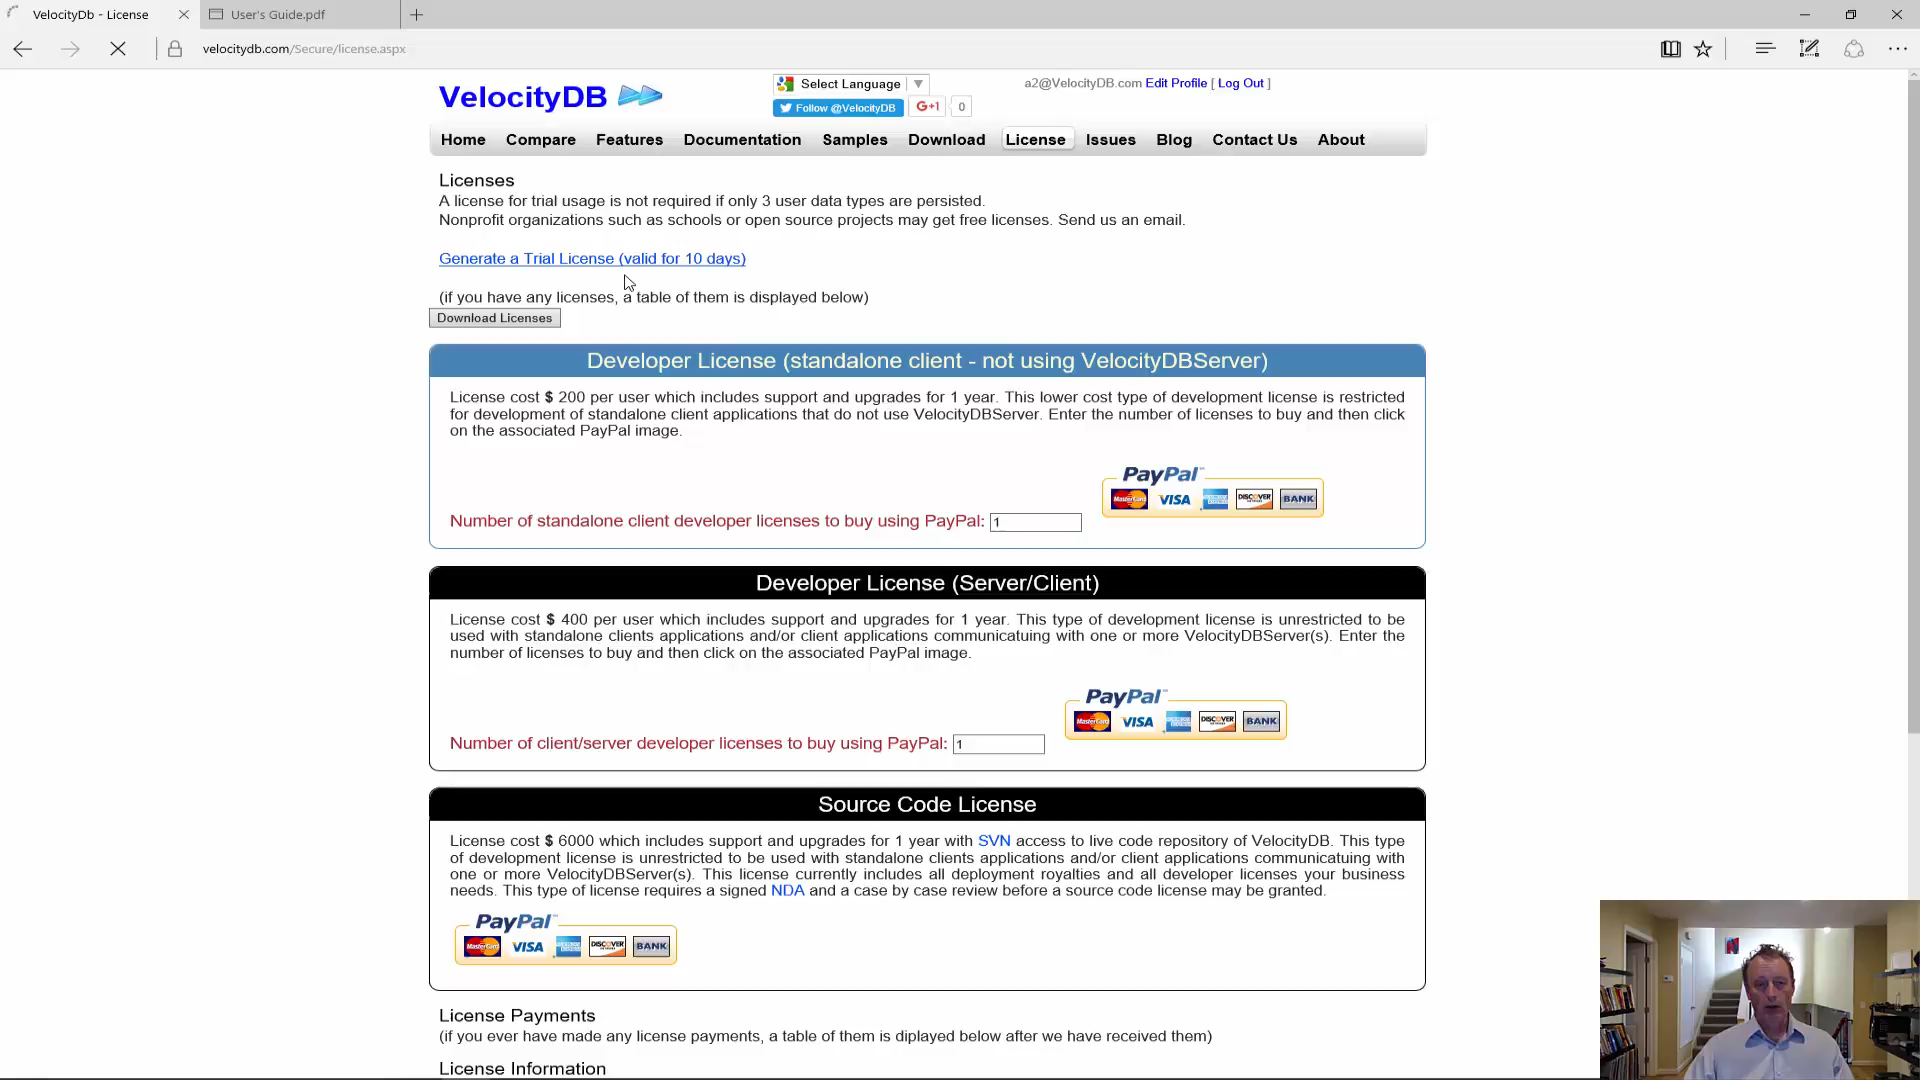 VelocityDb - License
User's Guide.pdf
velocitydb.com/Secure/license.aspx
VelocityDB
Select Language
a2@VelocityDB.com Edit Profile [ Log Out ]
Follow @VelocityDB
G+1
0
Home Compare Features Documentation Samples Download License Issues Blog Contact Us About
Licenses
A license for trial usage is not required if only 3 user data types are persisted.
Nonprofit organizations such as schools or open source projects may get free licenses. Send us an email.
Generate a Trial License (valid for 10 days)
(if you have any licenses, a table of them is displayed below)
Download Licenses
Developer License (standalone client - not using VelocityDBServer)
License cost $ 200 per user which includes support and upgrades for 1 year. This lower cost type of development license is restricted
for development of standalone client applications that do not use VelocityDBServer. Enter the number of licenses to buy and then click
on the associated PayPal image.
PayPal
MasterCard VISA DISCOVER BANK
Number of standalone client developer licenses to buy using PayPal: 1
Developer License (Server/Client)
License cost $ 400 per user which includes support and upgrades for 1 year. This type of development license is unrestricted to be
used with standalone clients applications and/or client applications communicatuing with one or more VelocityDBServer(s). Enter the
number of licenses to buy and then click on the associated PayPal image.
PayPal
MasterCard VISA DISCOVER BANK
Number of client/server developer licenses to buy using PayPal: 1
Source Code License
License cost $ 6000 which includes support and upgrades for 1 year with SVN access to live code repository of VelocityDB. This type
of development license is unrestricted to be used with standalone clients applications and/or client applications communicatuing with
one or more VelocityDBServer(s). This license currently includes all deployment royalties and all developer licenses your business
needs. This type of license requires a signed NDA and a case by case review before a source code license may be granted.
PayPal
MasterCard VISA DISCOVER BANK
License Payments
(if you ever have made any license payments, a table of them is diplayed below after we have received them)
License Information